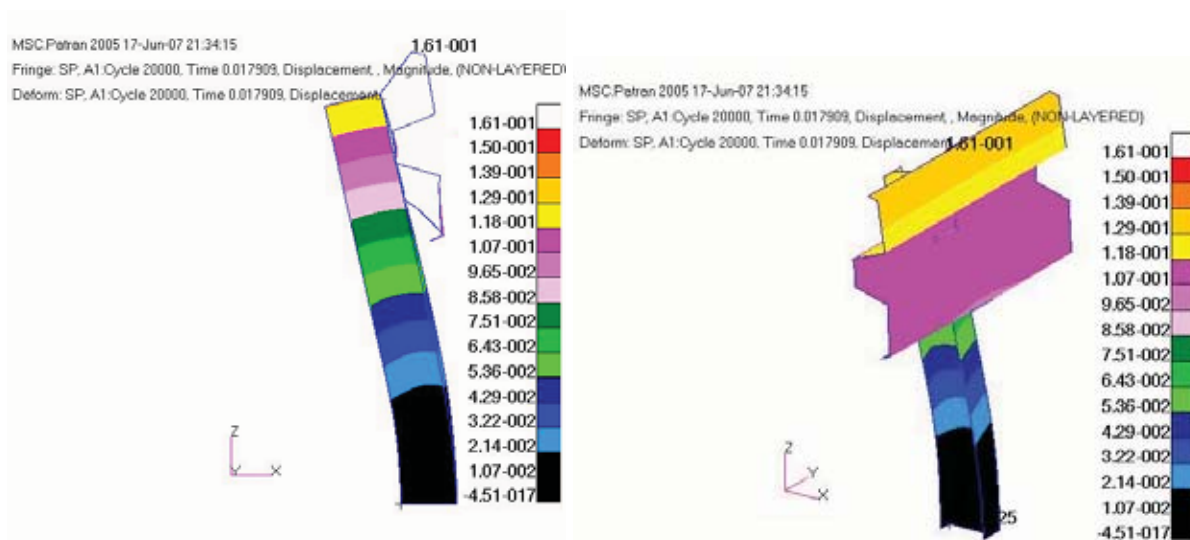 MSC.Patran 2005 17-Jun-07 21:34:15
1.61-001
Fringe: SP, A1:Cycle 20000, Time 0.017909, Displacement, , Magnitude, (NON-LAYERED)
Deform: SP, A1:Cycle 20000, Time 0.017909, Displacement,
1.61-001
1.50-001
1.39-001
1.29-001
1.18-001
1.07-001
9.65-002
8.58-002
7.51-002
6.43-002
5.36-002
4.29-002
3.22-002
2.14-002
1.07-002
-4.51-017
Z
Y
X
MSC.Patran 2005 17-Jun-07 21:34:15
Fringe: SP, A1:Cycle 20000, Time 0.017909, Displacement, , Magnitude, (NON-LAYERED)
Deform: SP, A1:Cycle 20000, Time 0.017909, Displacement,
1.61-001
1.61-001
1.50-001
1.39-001
1.29-001
1.18-001
1.07-001
9.65-002
8.58-002
7.51-002
6.43-002
5.36-002
4.29-002
3.22-002
2.14-002
1.07-002
-4.51-017
Z
Y
X
25